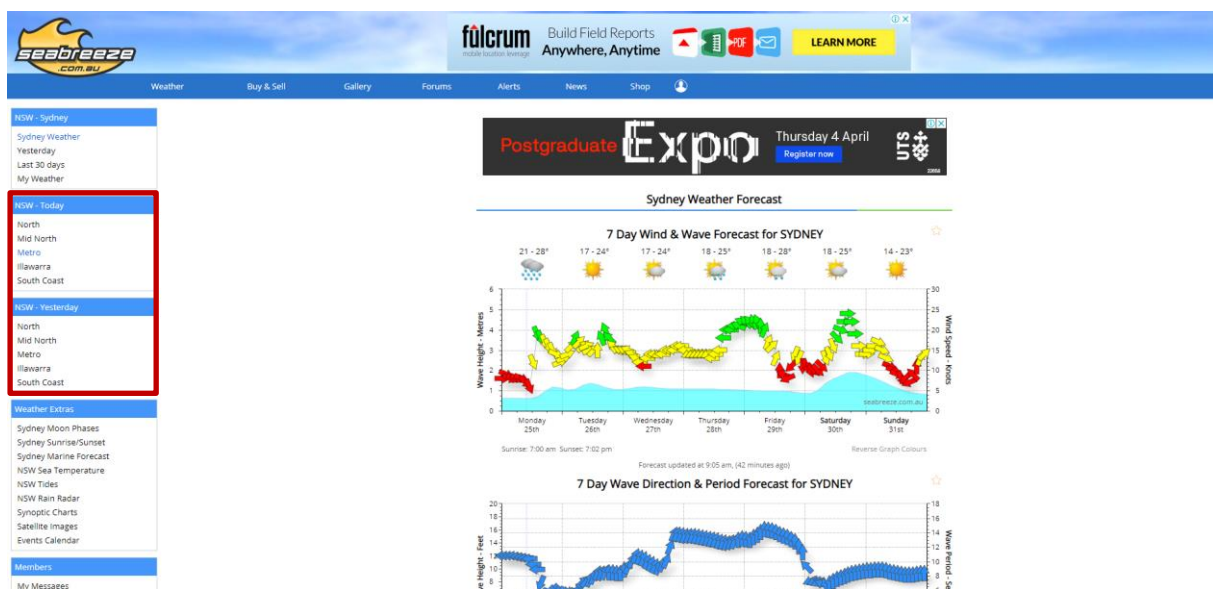 seabreeze
.com.au
fulcrum
mobile location leverage
Build Field Reports
Anywhere, Anytime
PDF
LEARN MORE
Weather Buy & Sell Gallery Forums Alerts News Shop
NSW - Sydney
Sydney Weather
Yesterday
Last 30 days
My Weather
NSW - Today
North
Mid North
Metro
Illawarra
South Coast
NSW - Yesterday
North
Mid North
Metro
Illawarra
South Coast
Weather Extras
Sydney Moon Phases
Sydney Sunrise/Sunset
Sydney Marine Forecast
NSW Sea Temperature
NSW Tides
NSW Rain Radar
Synoptic Charts
Satellite Images
Events Calendar
Members
My Messages
Postgraduate Expo
Thursday 4 April
Register now
UTS
Sydney Weather Forecast
7 Day Wind & Wave Forecast for SYDNEY
21 - 28° 17 - 24° 17 - 24° 18 - 25° 18 - 28° 18 - 25° 14 - 23°
Wave Height - Metres
6
5
4
3
2
1
0
30
25
20
15
10
5
0
Wind Speed - Knots
seabreeze.com.au
Monday Tuesday Wednesday Thursday Friday Saturday Sunday
25th 26th 27th 28th 29th 30th 31st
Sunrise: 7:00 am Sunset: 7:02 pm
Reverse Graph Colours
Forecast updated at 9:05 am, (42 minutes ago)
7 Day Wave Direction & Period Forecast for SYDNEY
20
18
16
14
12
10
8
18
16
14
12
10
8